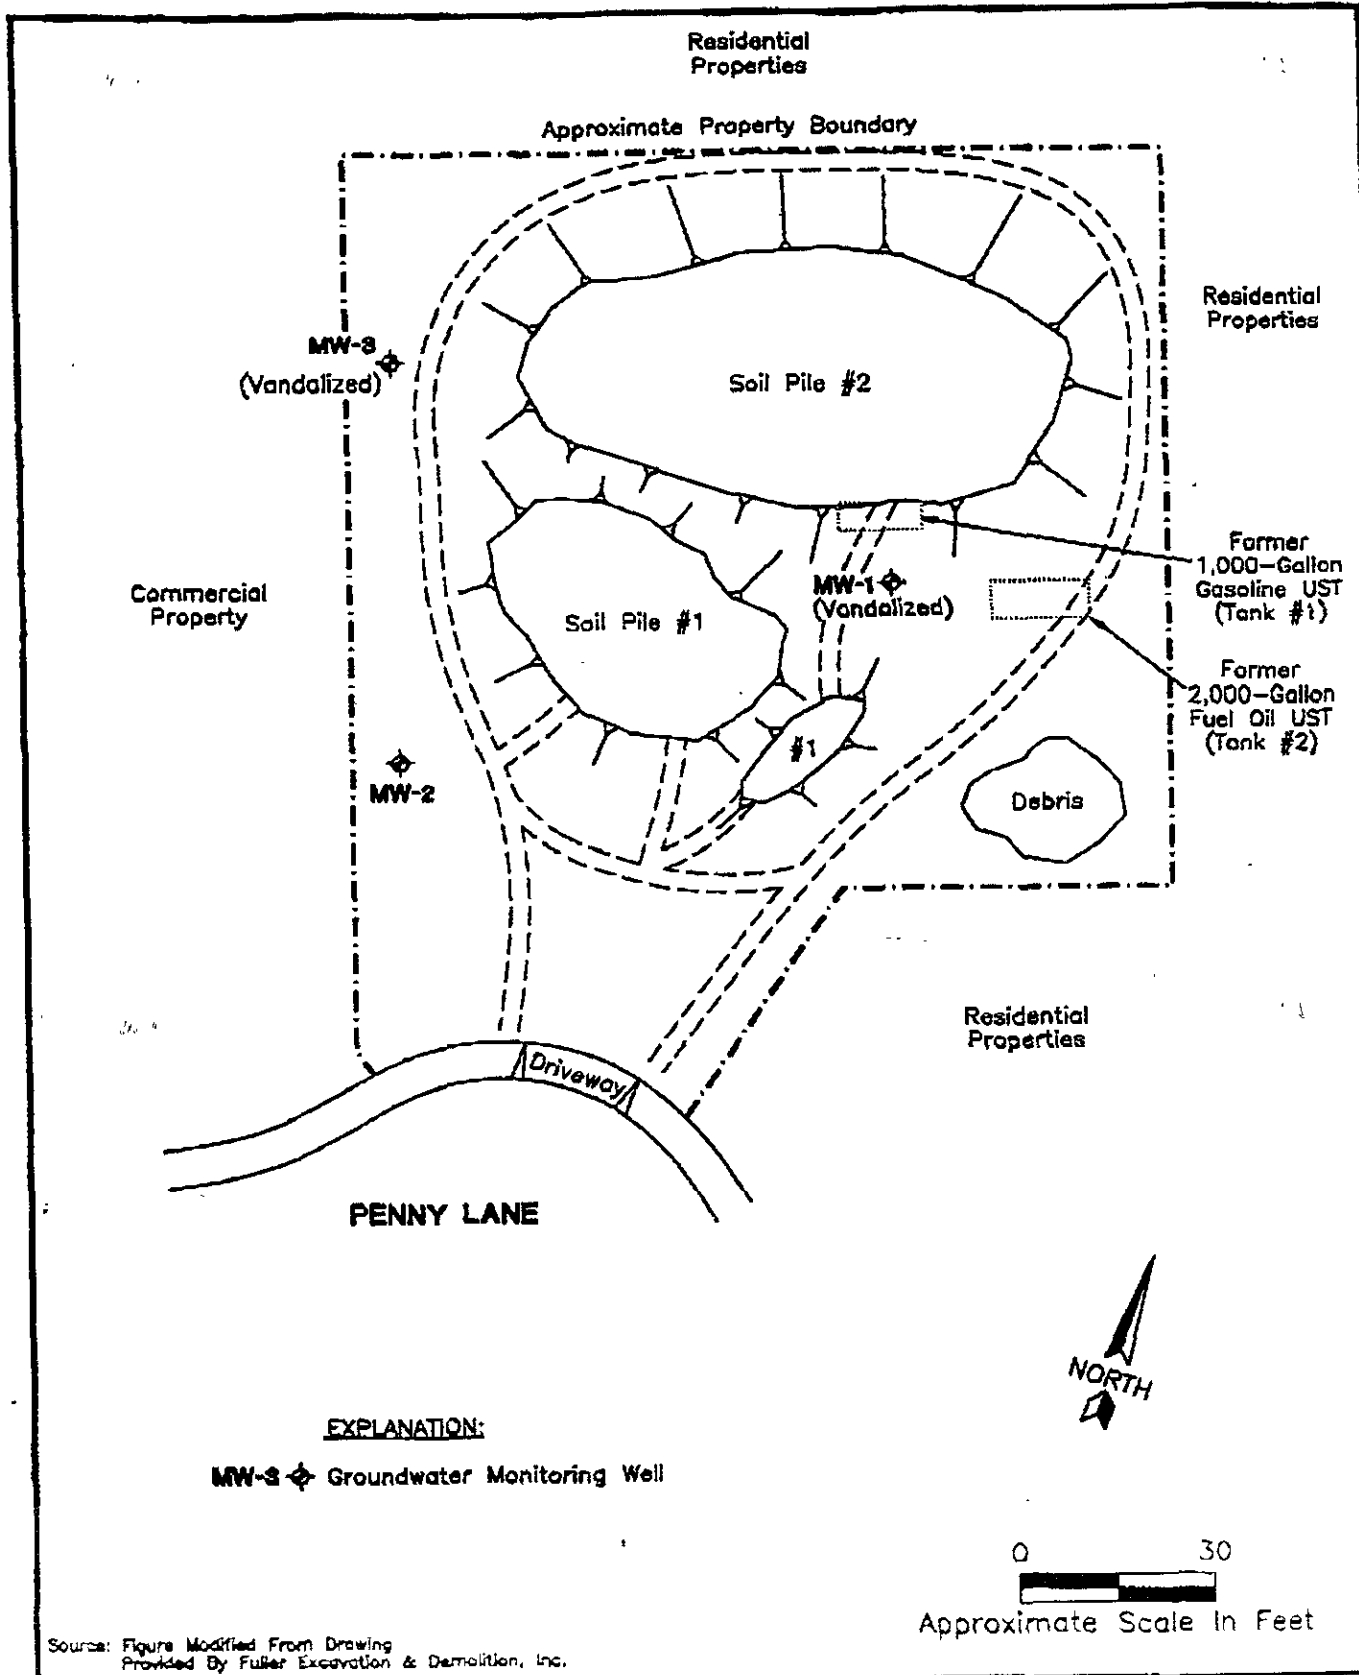 Residential
Properties
Approximate Property Boundary
Residential
Properties
MW-3
(Vandalized)
Soil Pile #2
Former
1,000-Gallon
Gasoline UST
(Tank #1)
MW-1
(Vandalized)
Commercial
Property
Soil Pile #1
Former
2,000-Gallon
Fuel Oil UST
(Tank #2)
#1
MW-2
Debris
Residential
Properties
Driveway
PENNY LANE
NORTH
EXPLANATION:
MW-3 Groundwater Monitoring Well
0 30
Approximate Scale In Feet
Source: Figure Modified From Drawing
Provided By Fuller Excavation & Demolition, Inc.